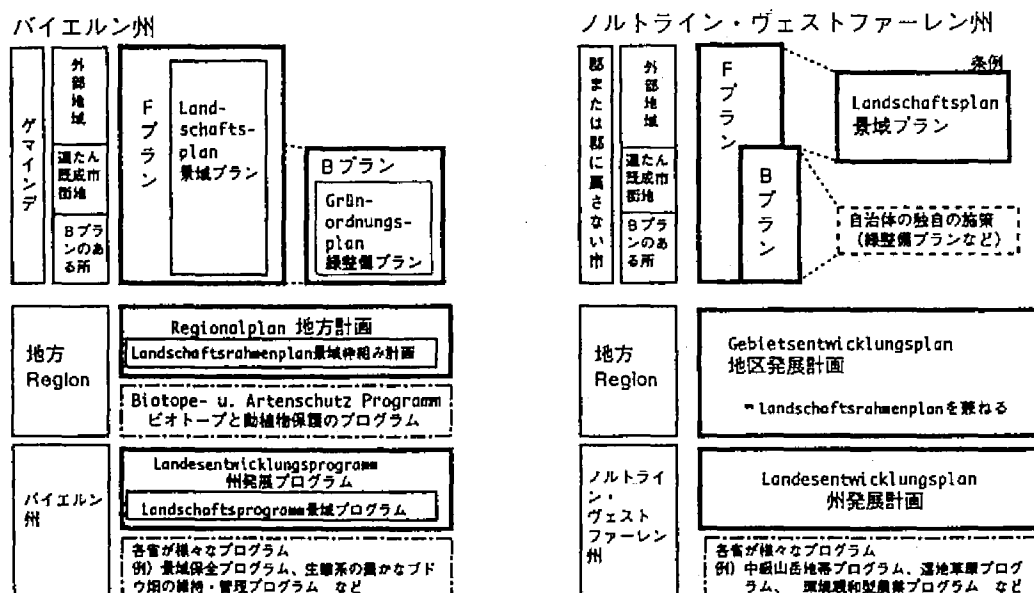 バイエルン州
ゲマインデ
外部地域
連たん
既成市
街地
Bプラ
ンのあ
る所
Fプラン
Land-
schafts-
plan
景域プラン
Bプラン
Grün-
ordnungs-
plan
緑整備プラン
地方
Region
Regionalplan 地方計画
Landschaftsrahmenplan景域枠組み計画
Biotope- u. Artenschutz Programm
ビオトープと動植物保護のプログラム
バイエルン
州
Landesentwicklungsprogramm
州発展プログラム
Landschaftsprogramm景域プログラム
各省が様々なプログラム
例) 景域保全プログラム、生態系の豊かなブド
ウ畑の維持・管理プログラム など
ノルトライン・ヴェストファーレン州
郡または郡に属さない市
外部地域
連たん
既成市
街地
Bプラ
ンのあ
る所
Fプラン
Bプラン
条例
Landschaftsplan
景域プラン
自治体の独自の施策
(緑整備プランなど)
地方
Region
Gebietsentwicklungsplan
地区発展計画
= Landschaftsrahmenplanを兼ねる
ノルトライ
ン・
ヴェスト
ファーレン
州
Landesentwicklungsplan
州発展計画
各省が様々なプログラム
例) 中級山岳地帯プログラム、湿地草原プログ
ラム、 環境親和型農業プログラム など